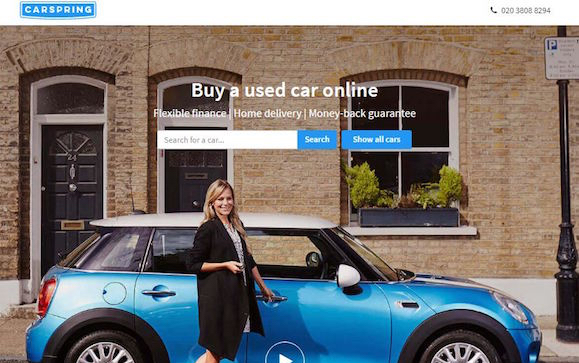 CARSPRING
020 3808 8294
Buy a used car online
Flexible finance | Home delivery | Money-back guarantee
Search for a car...
Search
Show all cars
24
P